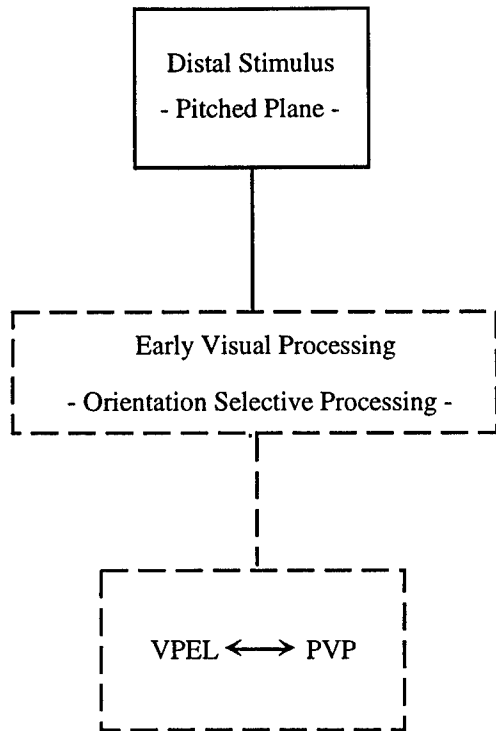 Distal Stimulus
- Pitched Plane -
Early Visual Processing
- Orientation Selective Processing -
VPEL ↔ PVP